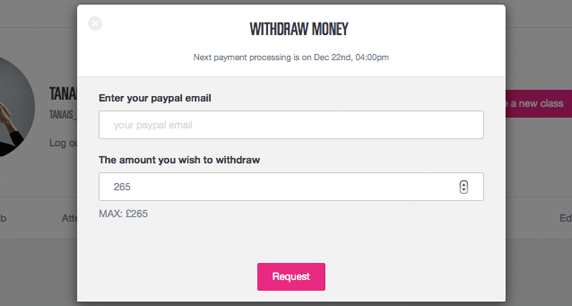 WITHDRAW MONEY
Next payment processing is on Dec 22nd, 04:00pm
TANA
TANAIS_
e a new class
Log ou
Enter your paypal email
your paypal email
The amount you wish to withdraw
265
MAX: £265
b
Atte
Ed
Request